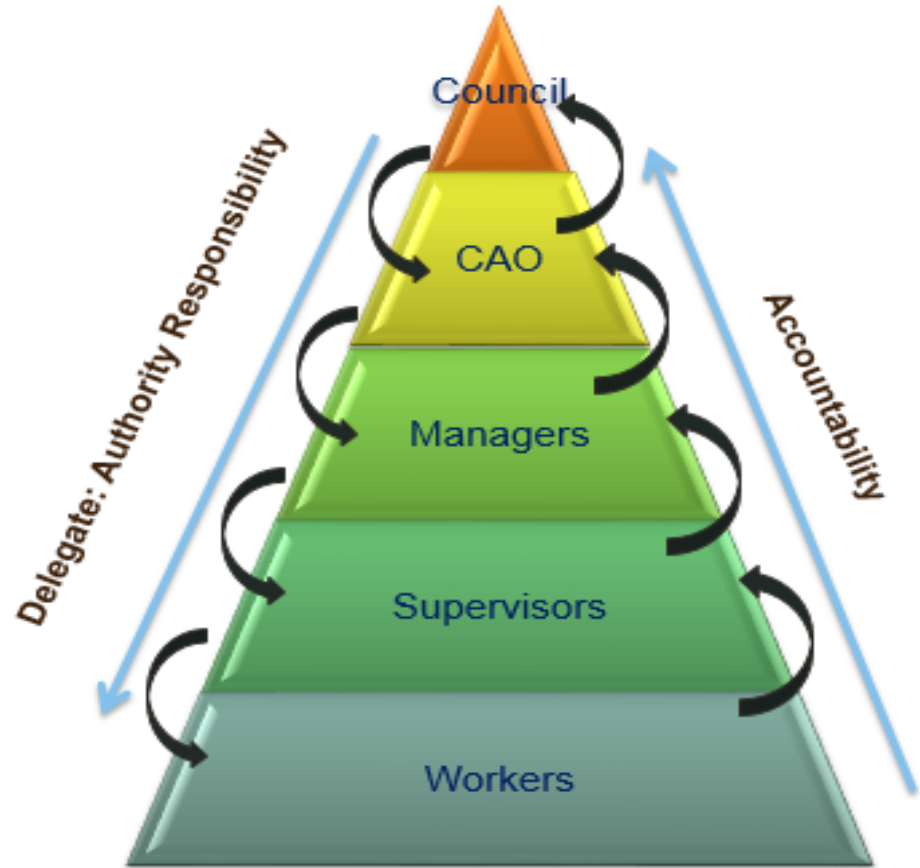 Council
CAO
Managers
Supervisors
Workers
Delegate: Authority Responsibility
Accountability